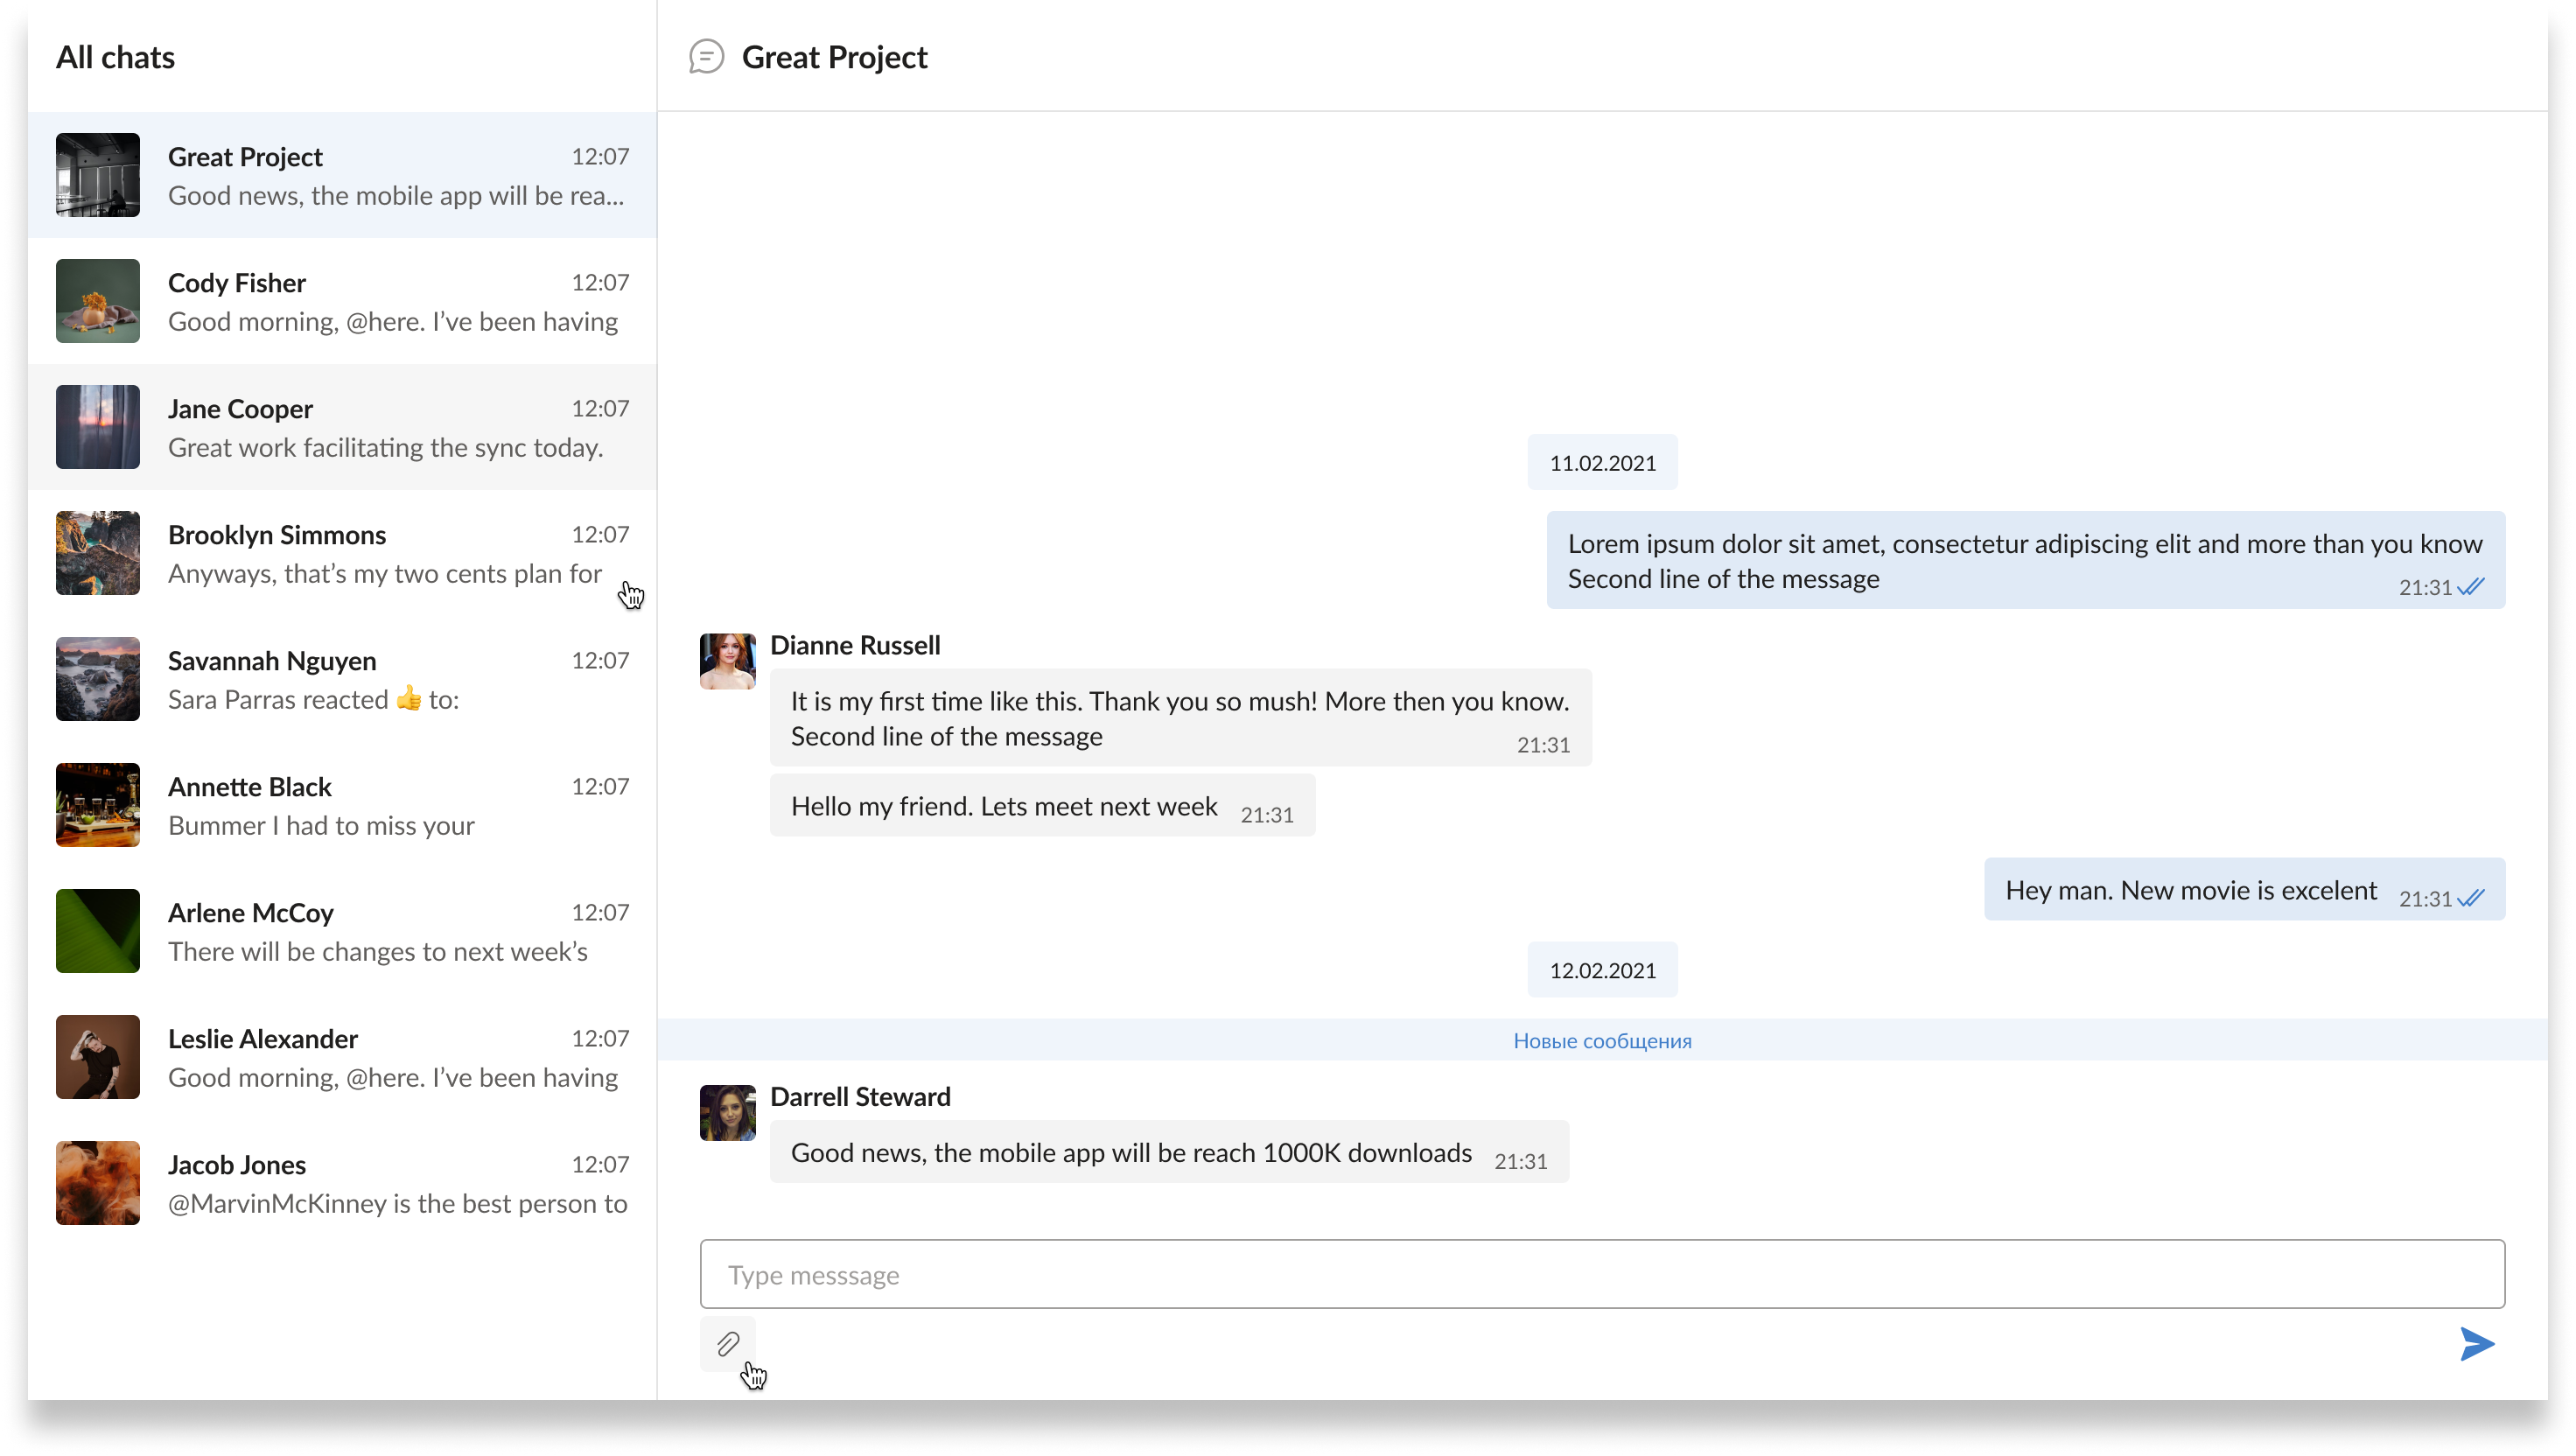 All chats
Great Project
12:07
Good news, the mobile app will be rea...
Cody Fisher
12:07
Good morning, @here. I’ve been having
Jane Cooper
12:07
Great work facilitating the sync today.
Brooklyn Simmons
12:07
Anyways, that’s my two cents plan for
Savannah Nguyen
12:07
Sara Parras reacted 👍 to:
Annette Black
12:07
Bummer I had to miss your
Arlene McCoy
12:07
There will be changes to next week’s
Leslie Alexander
12:07
Good morning, @here. I’ve been having
Jacob Jones
12:07
@MarvinMcKinney is the best person to
Great Project
11.02.2021
Lorem ipsum dolor sit amet, consectetur adipiscing elit and more than you know
Second line of the message
21:31
Dianne Russell
It is my first time like this. Thank you so mush! More then you know.
Second line of the message
21:31
Hello my friend. Lets meet next week
21:31
Hey man. New movie is excelent
21:31
12.02.2021
Новые сообщения
Darrell Steward
Good news, the mobile app will be reach 1000K downloads
21:31
Type messsage